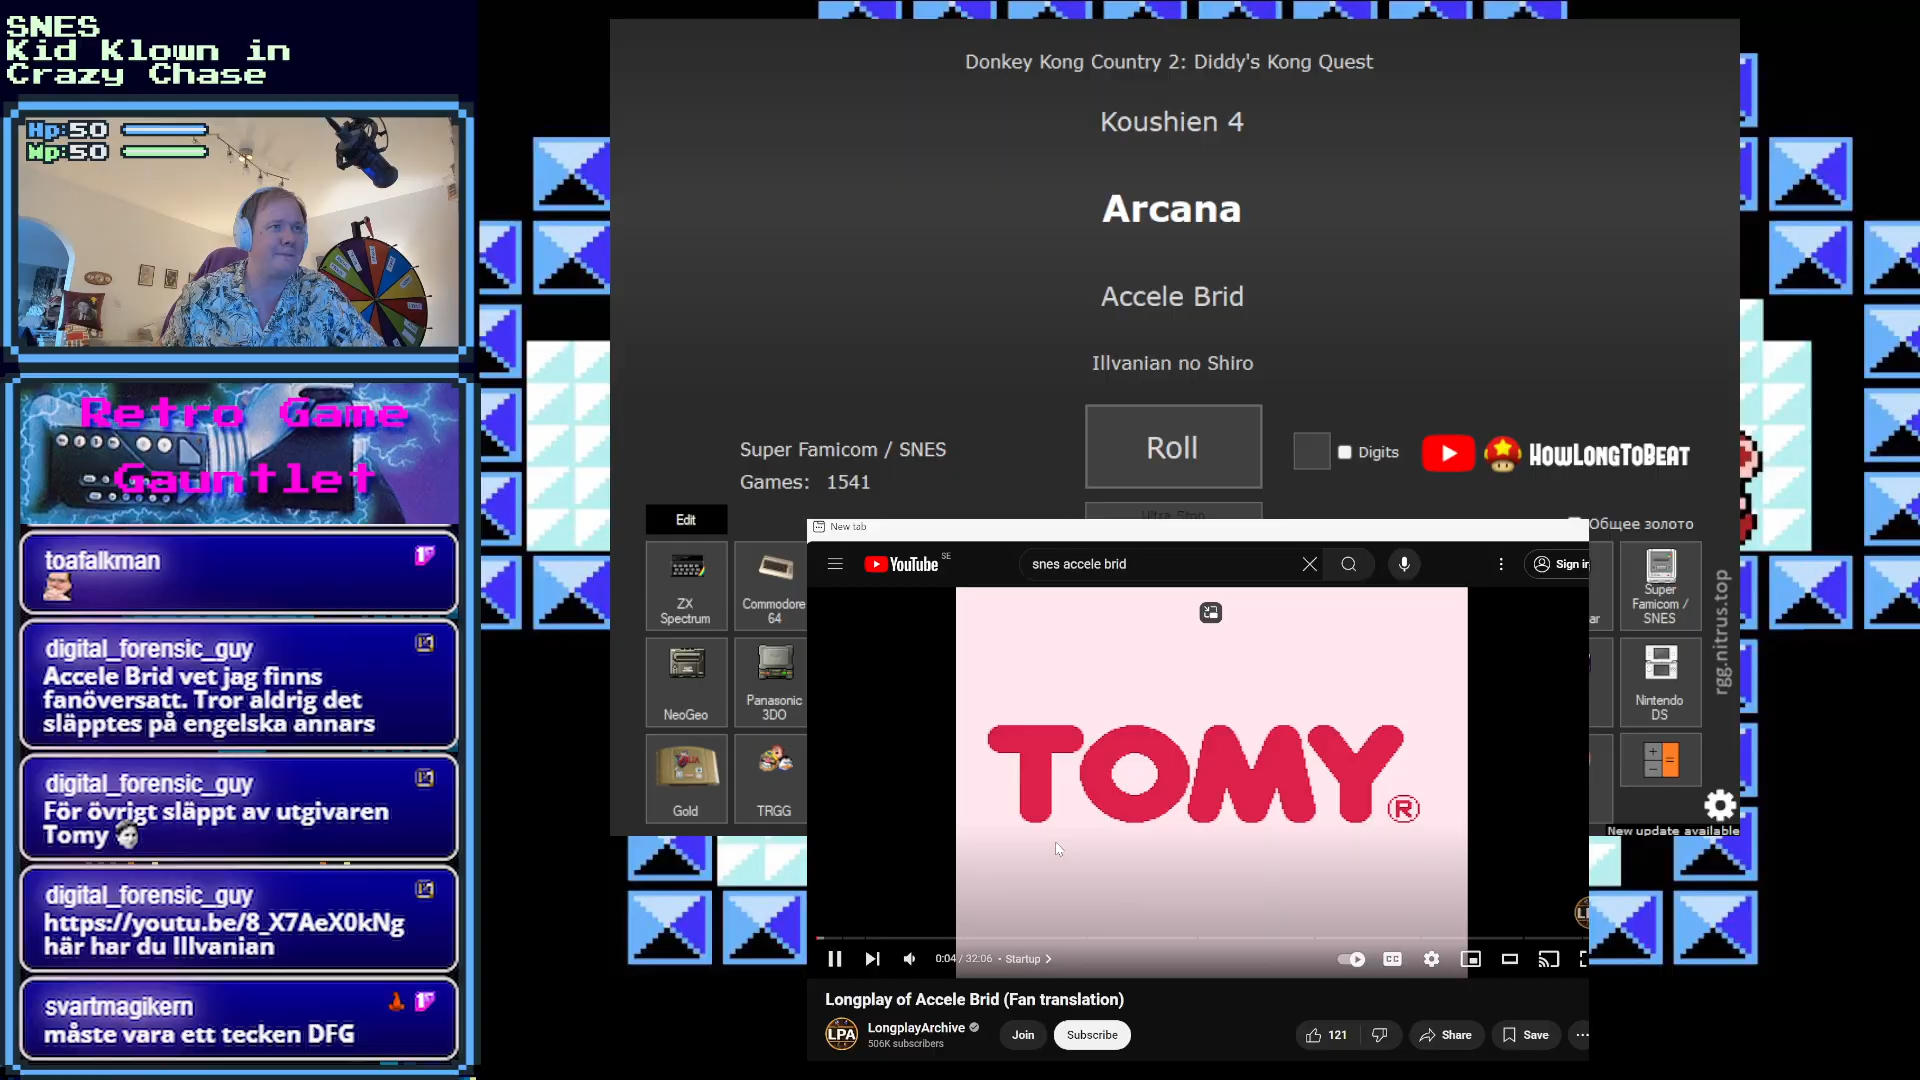 SNES
Kid Klown in
Crazy Chase
Hp:50
Mp:50
Retro Game
Gauntlet
toafalkman
digital_forensic_guy
Accele Brid vet jag finns
fanöversatt. Tror aldrig det
släpptes på engelska annars
digital_forensic_guy
För övrigt släppt av utgivaren
Tomy
digital_forensic_guy
https://youtu.be/8_X7AeX0kNg
här har du Illvanian
svartmagikern
måste vara ett tecken DFG
Donkey Kong Country 2: Diddy's Kong Quest
Koushien 4
Arcana
Accele Brid
Illvanian no Shiro
Super Famicom / SNES
Games: 1541
Roll
Digits
HowLongToBeat
Ultra Stop
Edit
Общее золото
ZX
Spectrum
Commodore
64
NeoGeo
Panasonic
3DO
Gold
TRGG
ar
Super
Famicom /
SNES
Nintendo
DS
rgg.nitrus.top
New update available
New tab
YouTube SE
snes accele brid
Sign in
TOMY®
0:04 / 32:06 • Startup
CC
Longplay of Accele Brid (Fan translation)
LPA
LongplayArchive
506K subscribers
Join
Subscribe
121
Share
Save